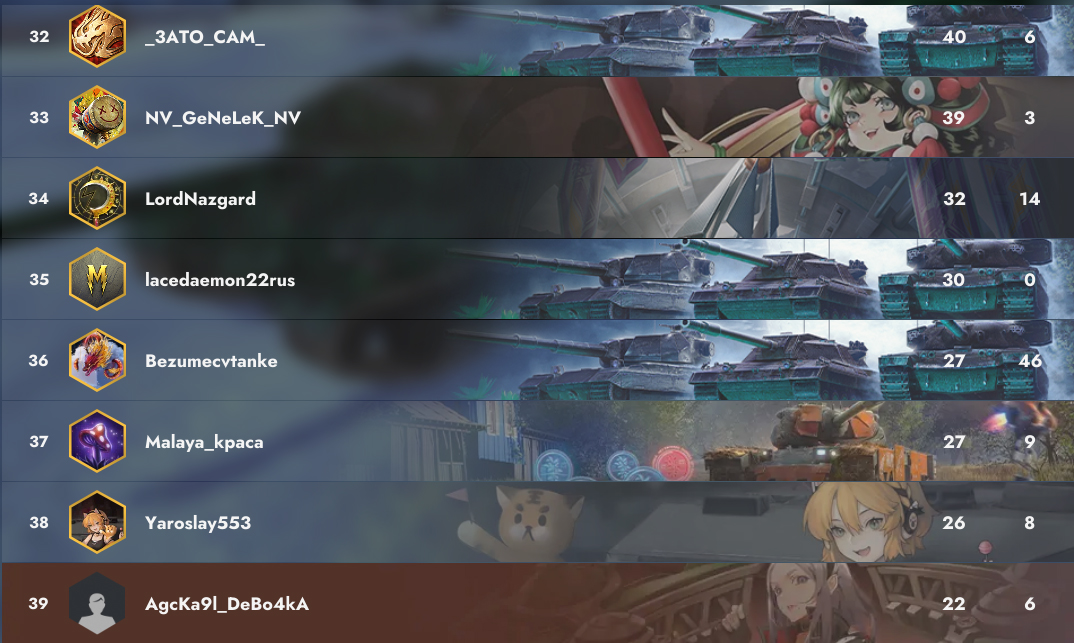 32 _3ATO_CAM_ 40 6
33 NV_GeNeLeK_NV 39 3
34 LordNazgard 32 14
35 M lacedaemon22rus 30 0
36 Bezumecvtanke 27 46
37 Malaya_kpaca 27 9
38 Yaroslay553 26 8
39 AgcKa9l_DeBo4kA 22 6